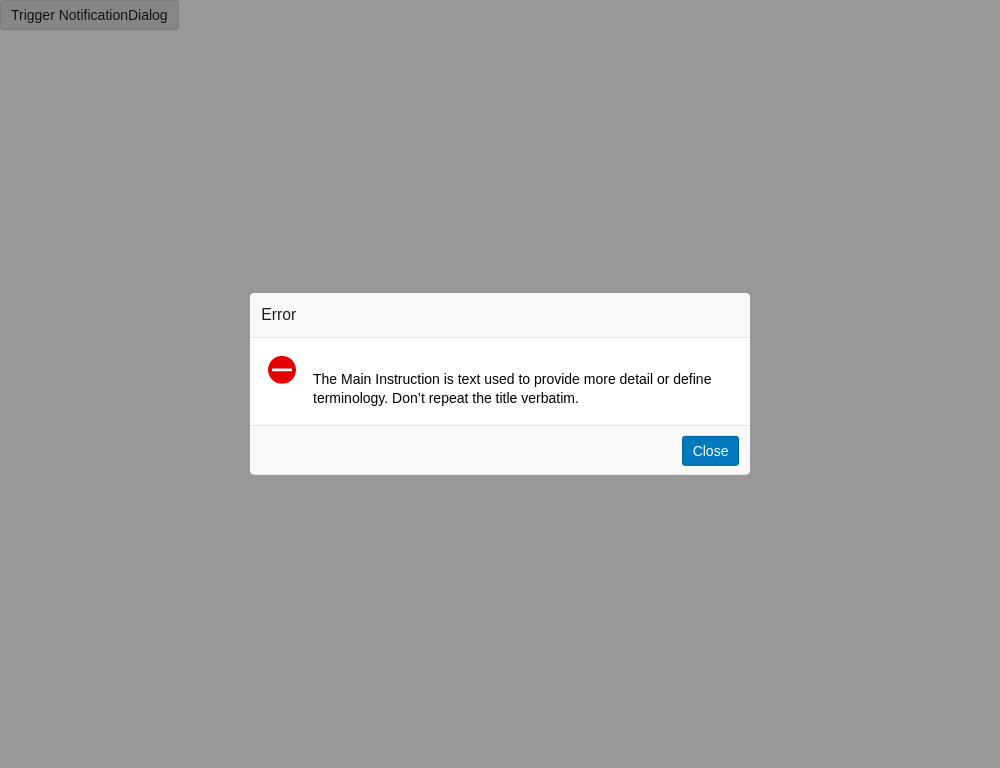 Trigger NotificationDialog
Error
The Main Instruction is text used to provide more detail or define
terminology. Don’t repeat the title verbatim.
Close